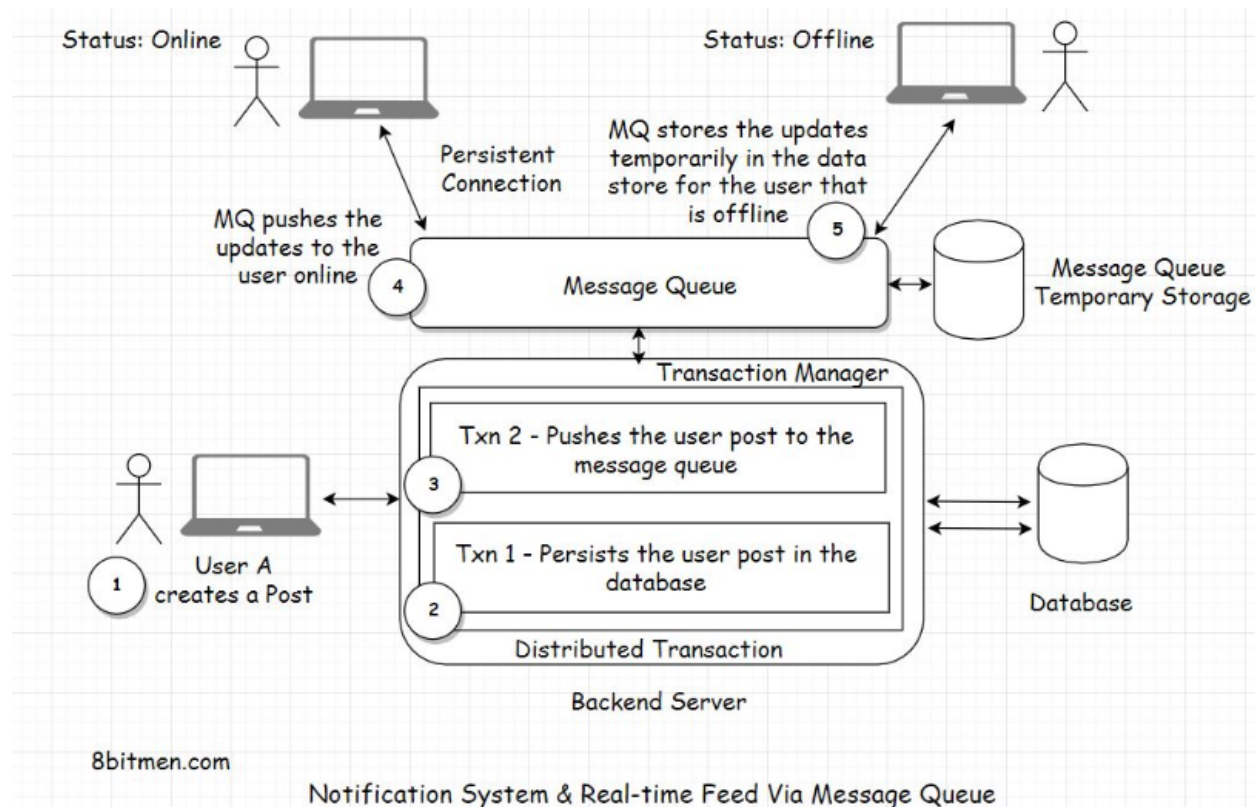 Status: Online
Status: Offline
Persistent
Connection
MQ stores the updates
temporarily in the data
store for the user that
is offline
5
MQ pushes the
updates to the
user online
4
Message Queue
Message Queue
Temporary Storage
Transaction Manager
Txn 2 - Pushes the user post to the
message queue
3
Txn 1 - Persists the user post in the
database
2
1
User A
creates a Post
Database
Distributed Transaction
Backend Server
8bitmen.com
Notification System & Real-time Feed Via Message Queue